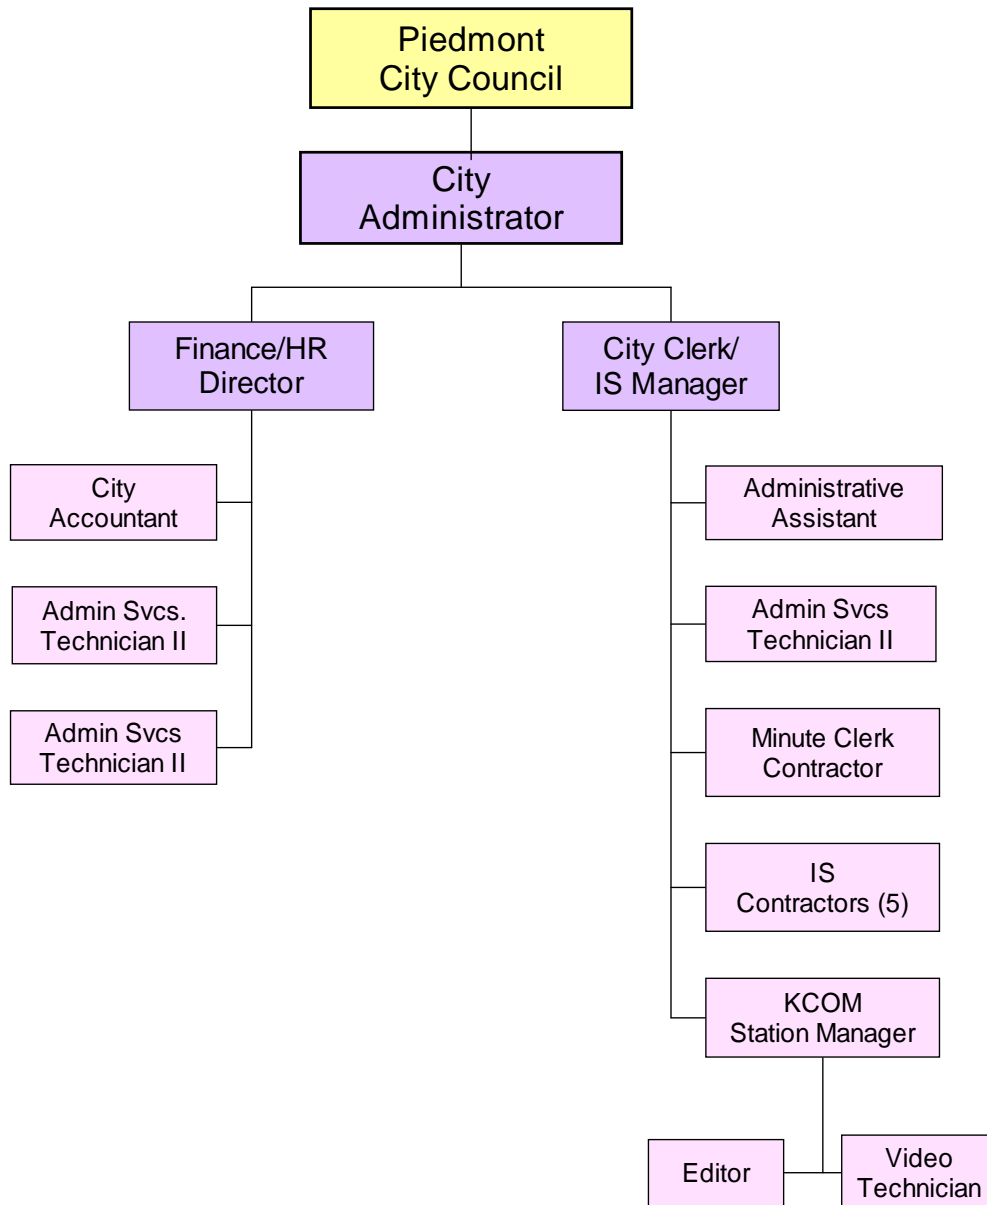 Piedmont
City Council
City
Administrator
Finance/HR
Director
City Clerk/
IS Manager
City
Accountant
Admin Svcs.
Technician II
Admin Svcs
Technician II
Administrative
Assistant
Admin Svcs
Technician II
Minute Clerk
Contractor
IS
Contractors (5)
KCOM
Station Manager
Editor
Video
Technician